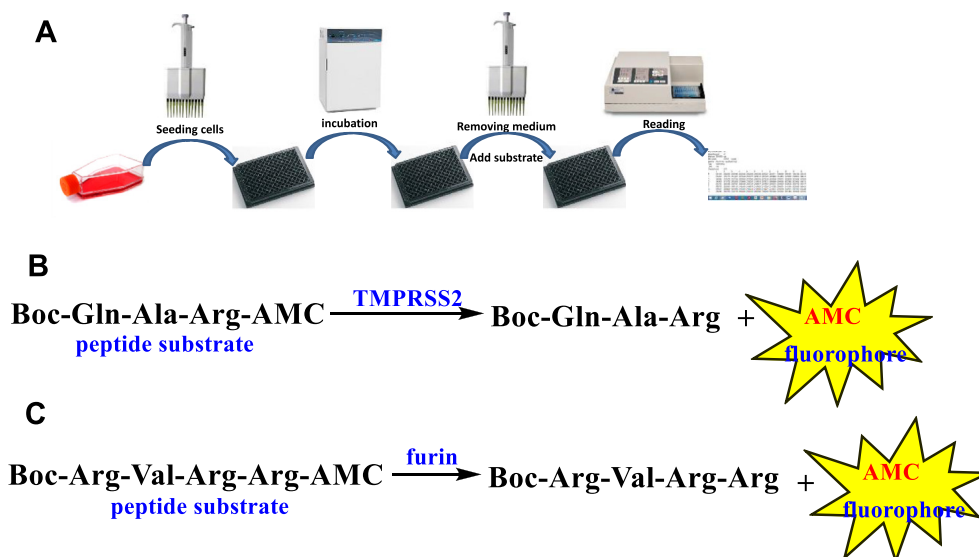 A
Seeding cells
incubation
Removing medium
Add substrate
Reading
B
Boc-Gln-Ala-Arg-AMC
peptide substrate
TMPRSS2
Boc-Gln-Ala-Arg
+
AMC
fluorophore
C
Boc-Arg-Val-Arg-Arg-AMC
peptide substrate
furin
Boc-Arg-Val-Arg-Arg
+
AMC
fluorophore